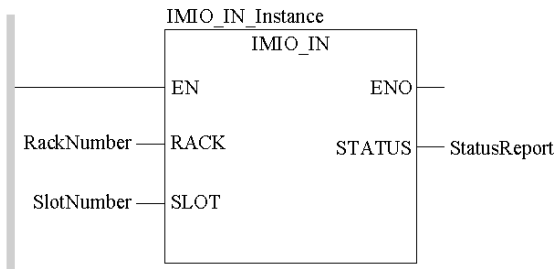 IMIO_IN_Instance
IMIO_IN
EN ENO
RackNumber RACK STATUS StatusReport
SlotNumber SLOT